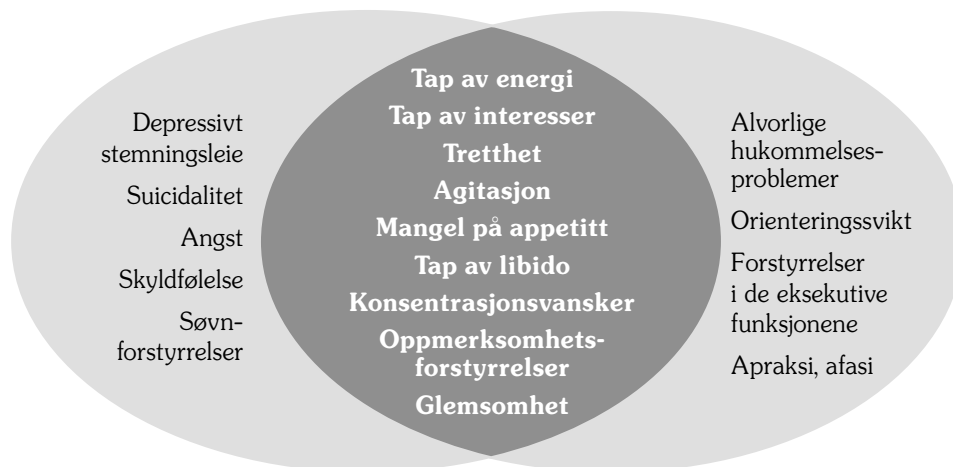 Depressivt
stemningsleie
Suicidalitet
Angst
Skyldfølelse
Søvn-
forstyrrelser
Tap av energi
Tap av interesser
Tretthet
Agitasjon
Mangel på appetitt
Tap av libido
Konsentrasjonsvansker
Oppmerksomhets-
forstyrrelser
Glemsomhet
Alvorlige
hukommelses-
problemer
Orienteringssvikt
Forstyrrelser
i de eksekutive
funksjonene
Apraksi, afasi